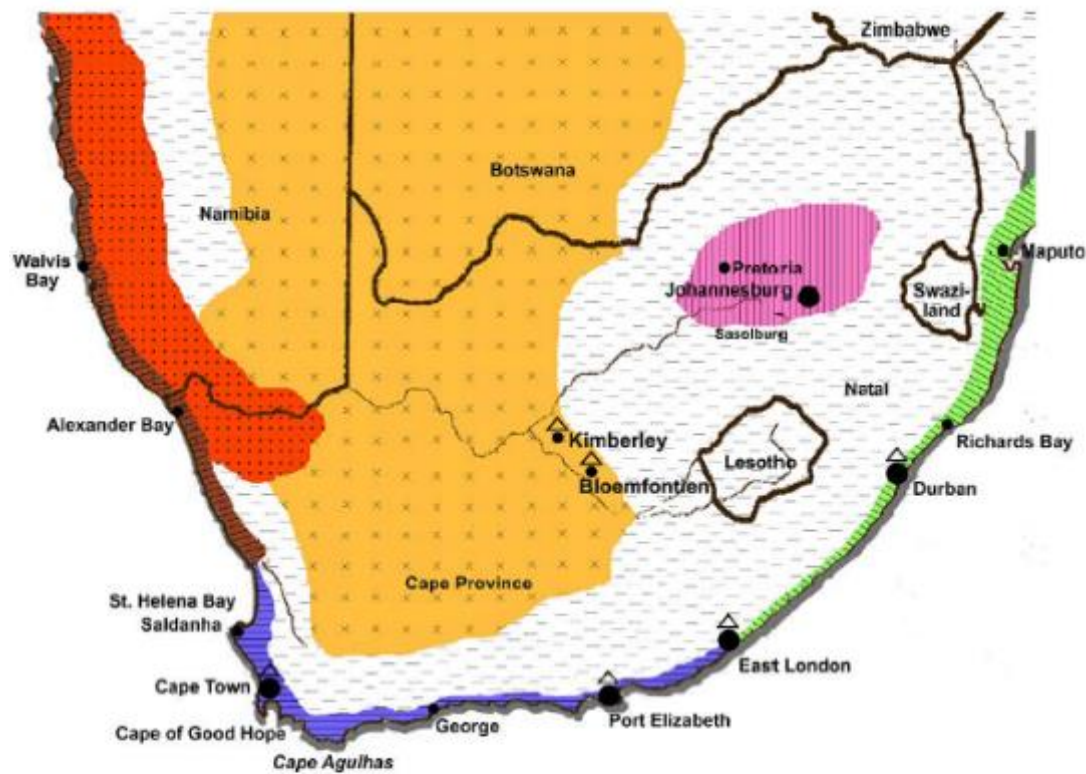 Zimbabwe
Botswana
Namibia
Walvis
Bay
Pretoria
Johannesburg
Maputo
Swazi-
land
Sasolburg
Alexander Bay
Natal
Kimberley
Richards Bay
Lesotho
Bloemfontien
Durban
Cape Province
St. Helena Bay
Saldanha
East London
Cape Town
Port Elizabeth
George
Cape of Good Hope
Cape Agulhas